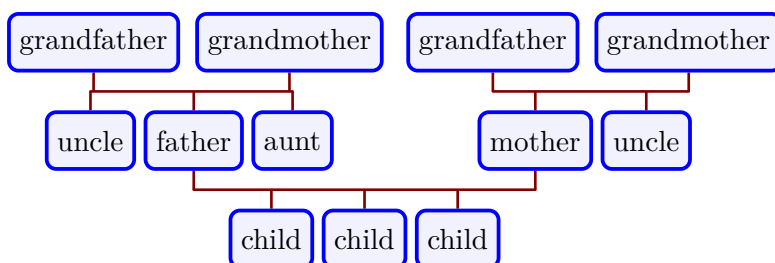 grandfather grandmother grandfather grandmother
uncle father aunt mother uncle
child child child